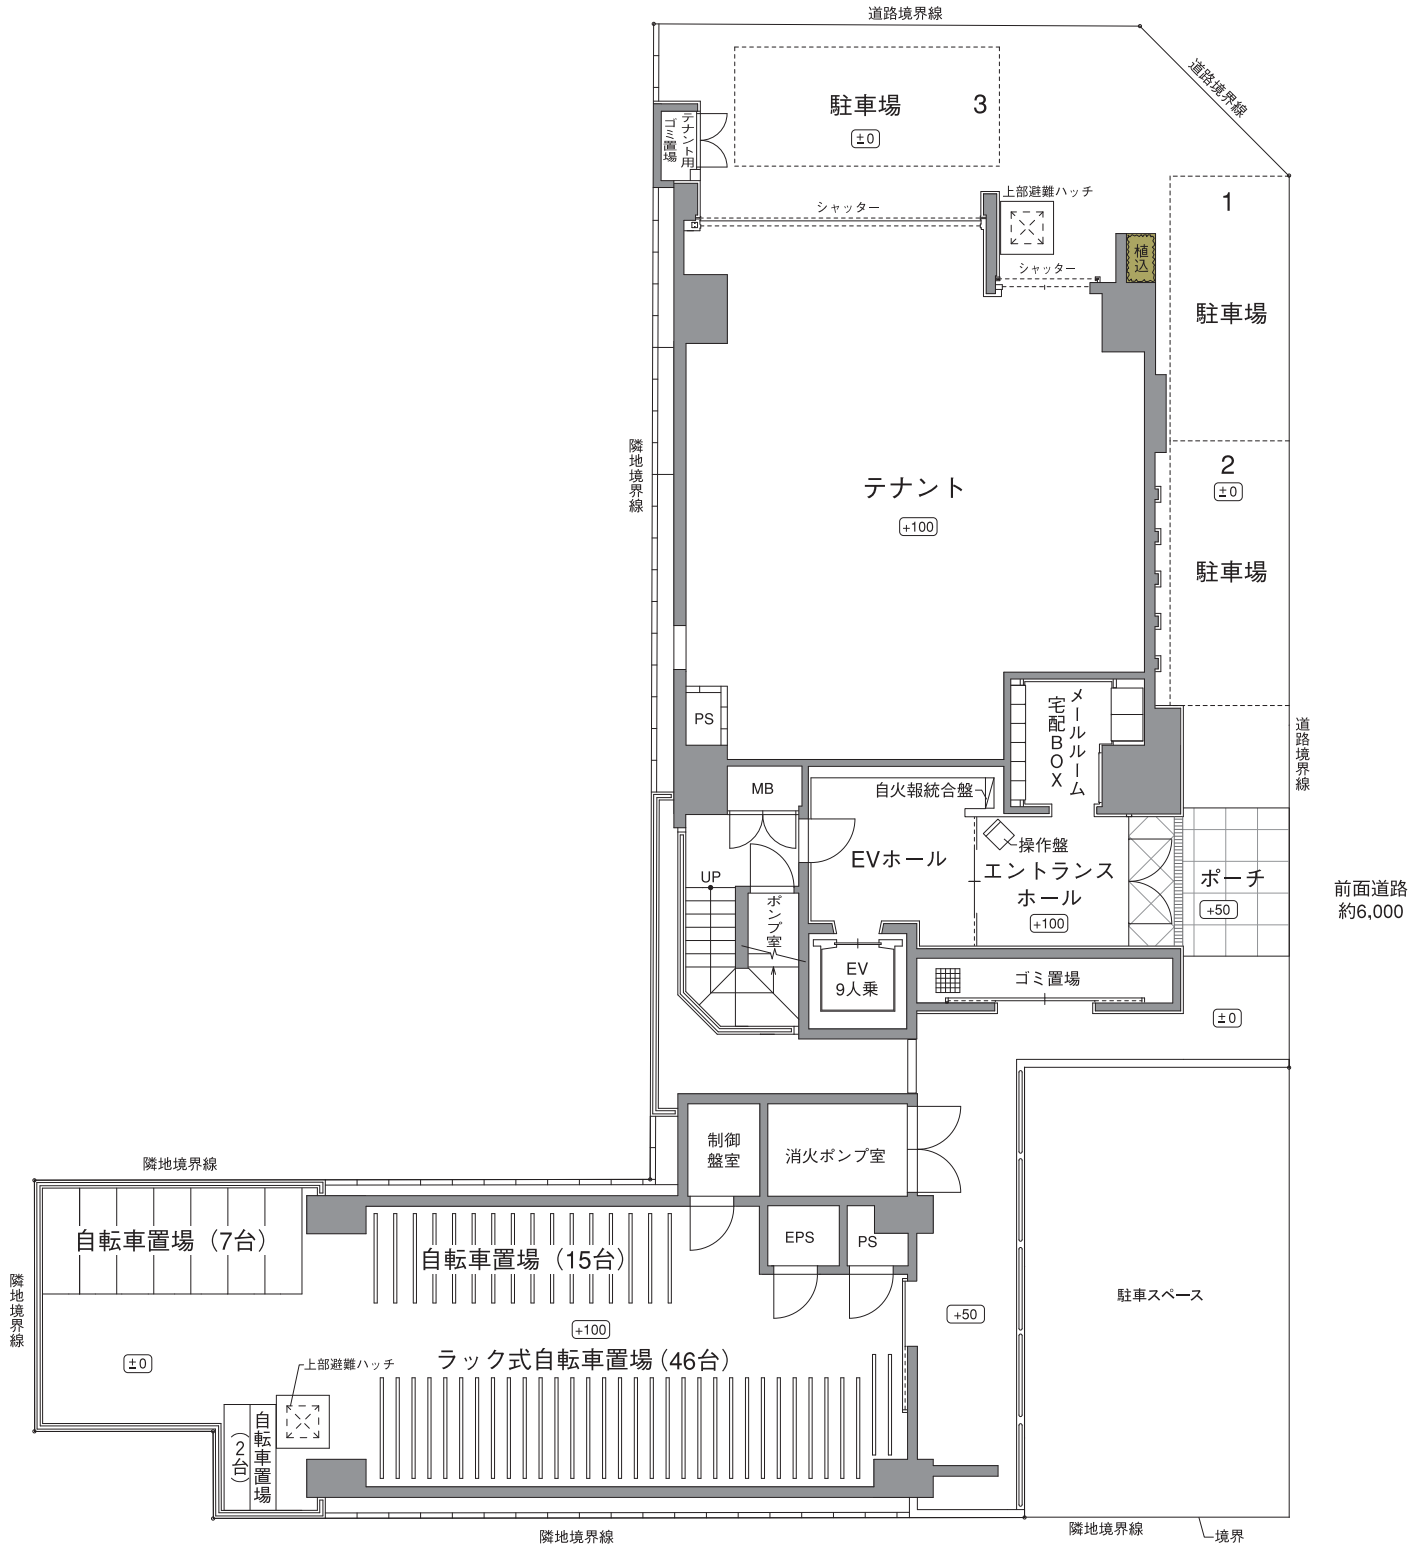 道路境界線
道路境界線
駐車場 3
±0
テナント用
ゴミ置場
シャッター
上部避難ハッチ
シャッター
植込
1
駐車場
2
±0
駐車場
隣地境界線
テナント
+100
PS
メールルーム
宅配BOX
道路境界線
MB
自火報統合盤
操作盤
EVホール
エントランス
ホール
+100
ポーチ
+50
前面道路
約6,000
UP
ポンプ室
EV
9人乗
ゴミ置場
±0
制御
盤室
消火ポンプ室
隣地境界線
自転車置場（7台）
自転車置場（15台）
EPS
PS
隣地境界線
駐車スペース
+100
+50
±0
上部避難ハッチ
ラック式自転車置場（46台）
自転車置場
（2台）
隣地境界線
隣地境界線
境界